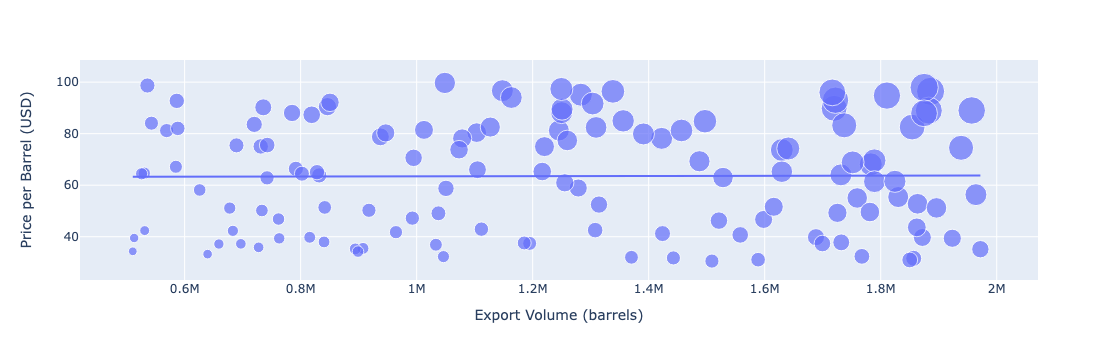 Price per Barrel (USD)
100
80
60
40
0.6M 0.8M 1M 1.2M 1.4M 1.6M 1.8M 2M
Export Volume (barrels)